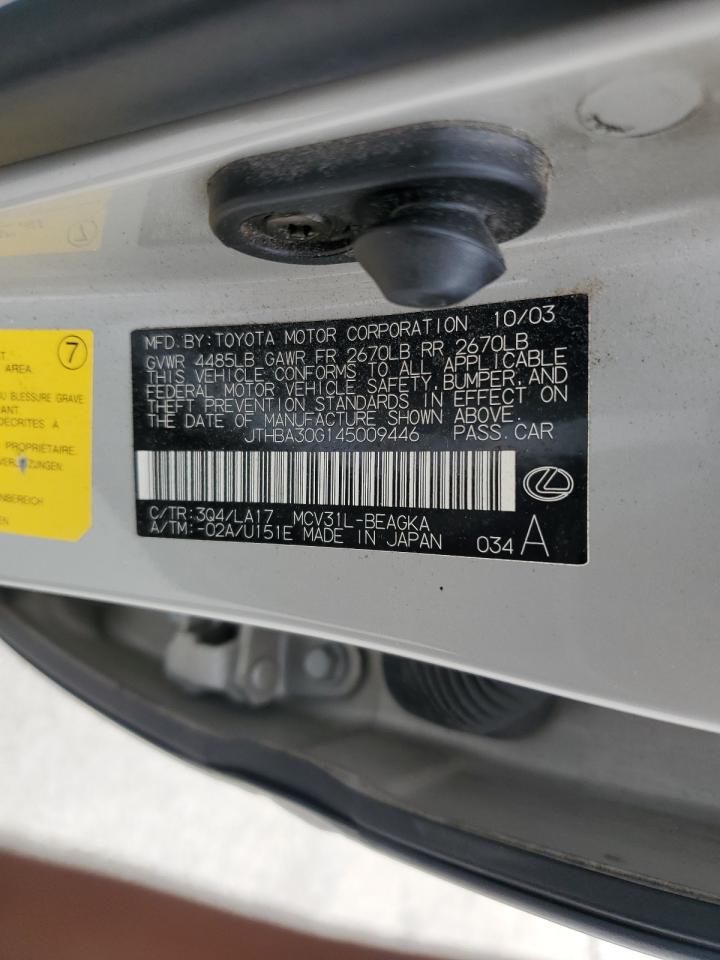 MFD. BY: TOYOTA MOTOR CORPORATION 10/03
GVWR 4485LB GAWR FR 2670LB RR 2670LB
THIS VEHICLE CONFORMS TO ALL APPLICABLE
FEDERAL MOTOR VEHICLE SAFETY, BUMPER, AND
THEFT PREVENTION STANDARDS IN EFFECT ON
THE DATE OF MANUFACTURE SHOWN ABOVE.
JTHBA30G145009446 PASS. CAR
C/TR: 3Q4/LA17 MCV31L-BEAGKA
A/TM: -02A/U151E MADE IN JAPAN 034 A
7
AREA.
BLESSURE GRAVE
DECRITES A
PROPRIETAIRE.